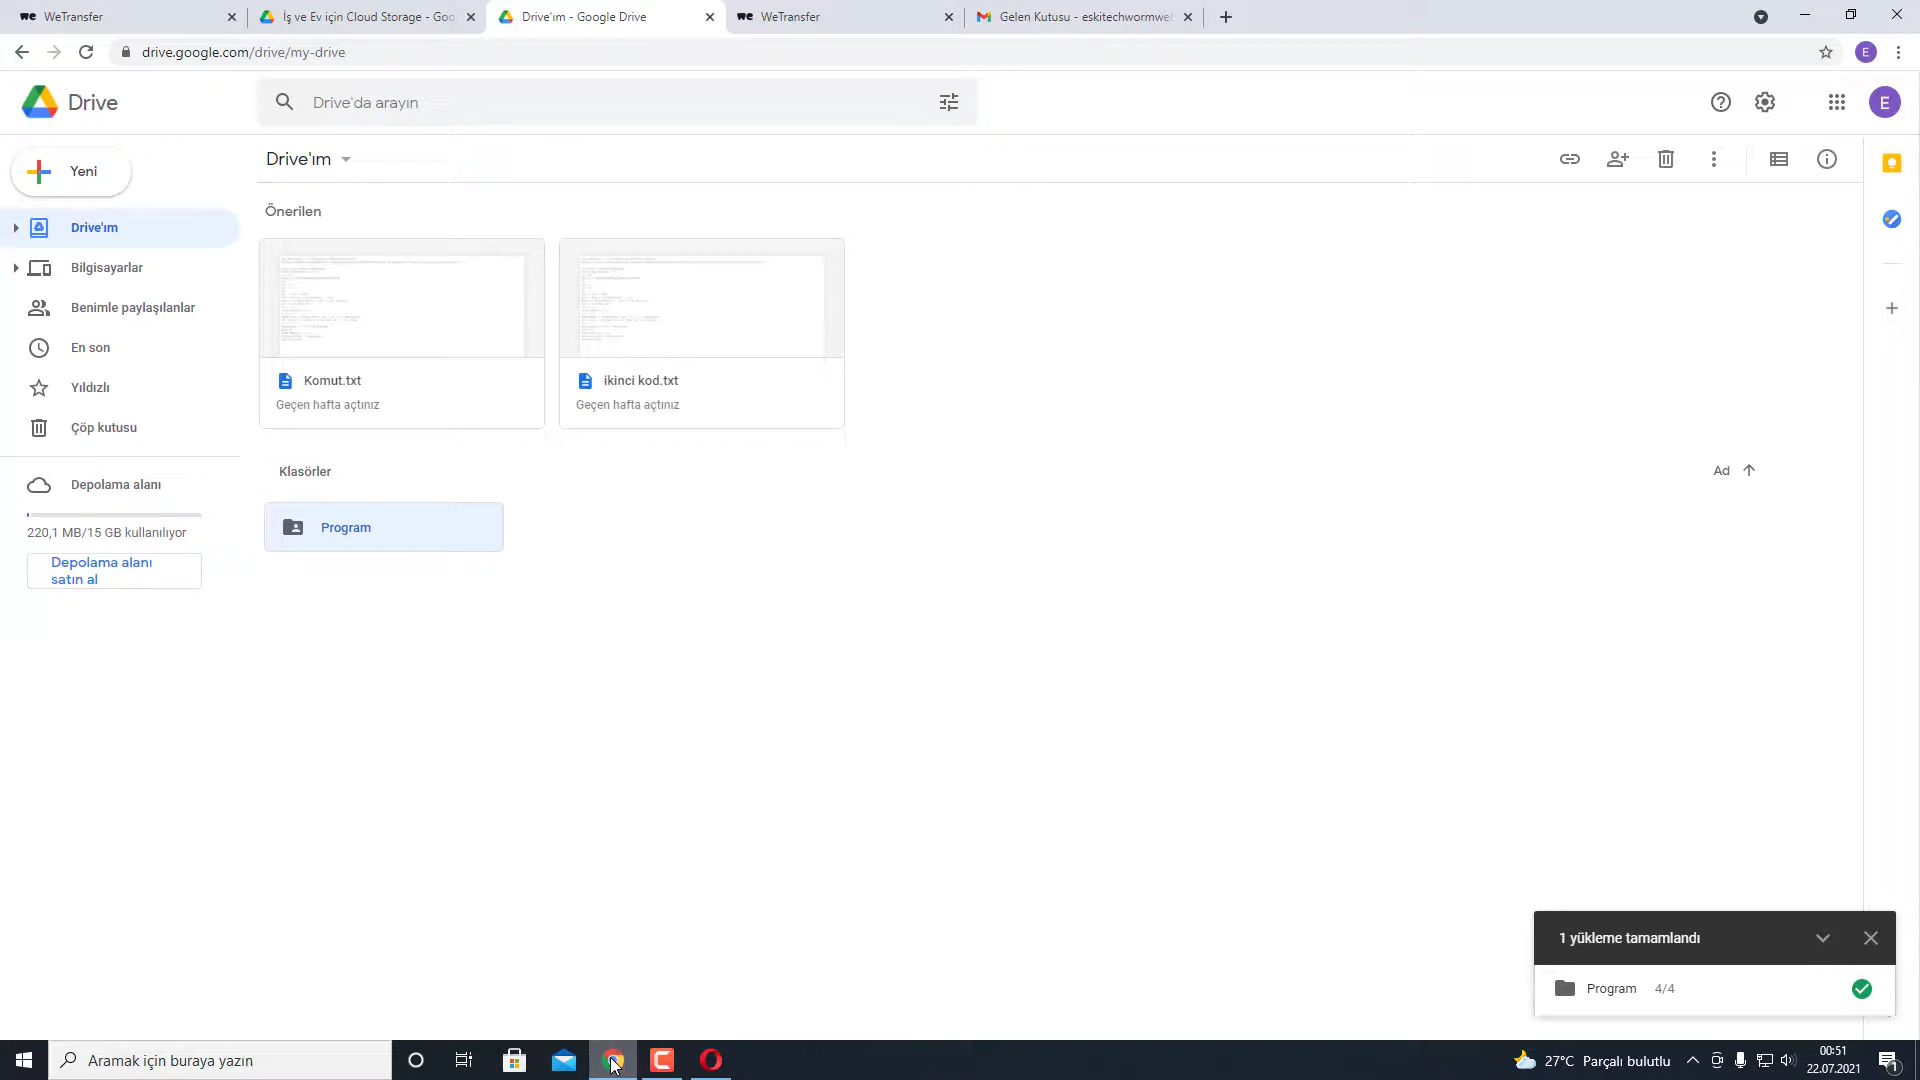 WeTransfer
İş ve Ev için Cloud Storage - Goo
Drive'ım - Google Drive
WeTransfer
Gelen Kutusu - eskitechwormwe
drive.google.com/drive/my-drive
E
Drive
Drive'da arayın
E
Yeni
Drive'ım
Drive'ım
Bilgisayarlar
Benimle paylaşılanlar
En son
Yıldızlı
Çöp kutusu
Depolama alanı
220,1 MB/15 GB kullanılıyor
Depolama alanı
satın al
Önerilen
Komut.txt
Geçen hafta açtınız
ikinci kod.txt
Geçen hafta açtınız
Klasörler
Ad
Program
1 yükleme tamamlandı
Program 4/4
Aramak için buraya yazın
27°C Parçalı bulutlu
00:51
22.07.2021
1